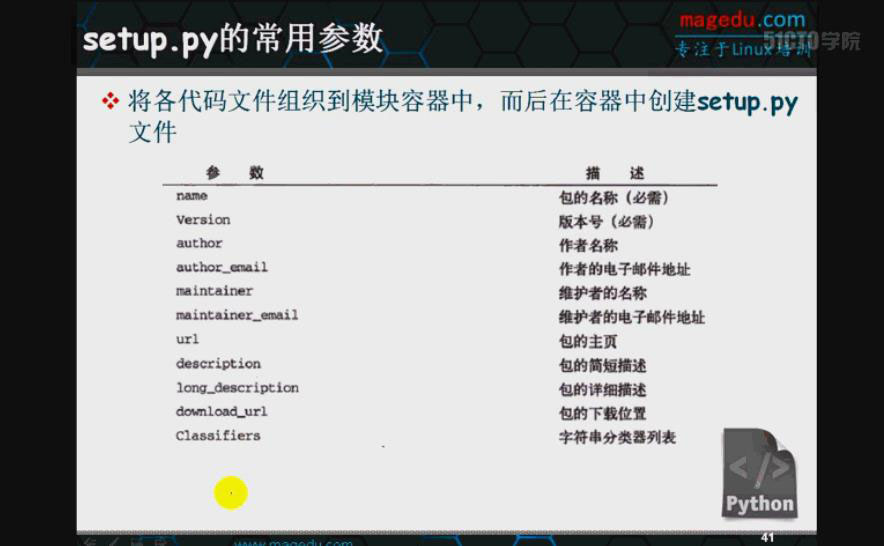 magedu.com
51CTO学院
setup.py的常用参数
专注于Linux培训
将各代码文件组织到模块容器中，而后在容器中创建setup.py
文件
参 数 描 述
name 包的名称（必需）
Version 版本号（必需）
author 作者名称
author_email 作者的电子邮件地址
maintainer 维护者的名称
maintainer_email 维护者的电子邮件地址
url 包的主页
description 包的简短描述
long_description 包的详细描述
download_url 包的下载位置
Classifiers 字符串分类器列表
</>
Python
www.magedu.com
41